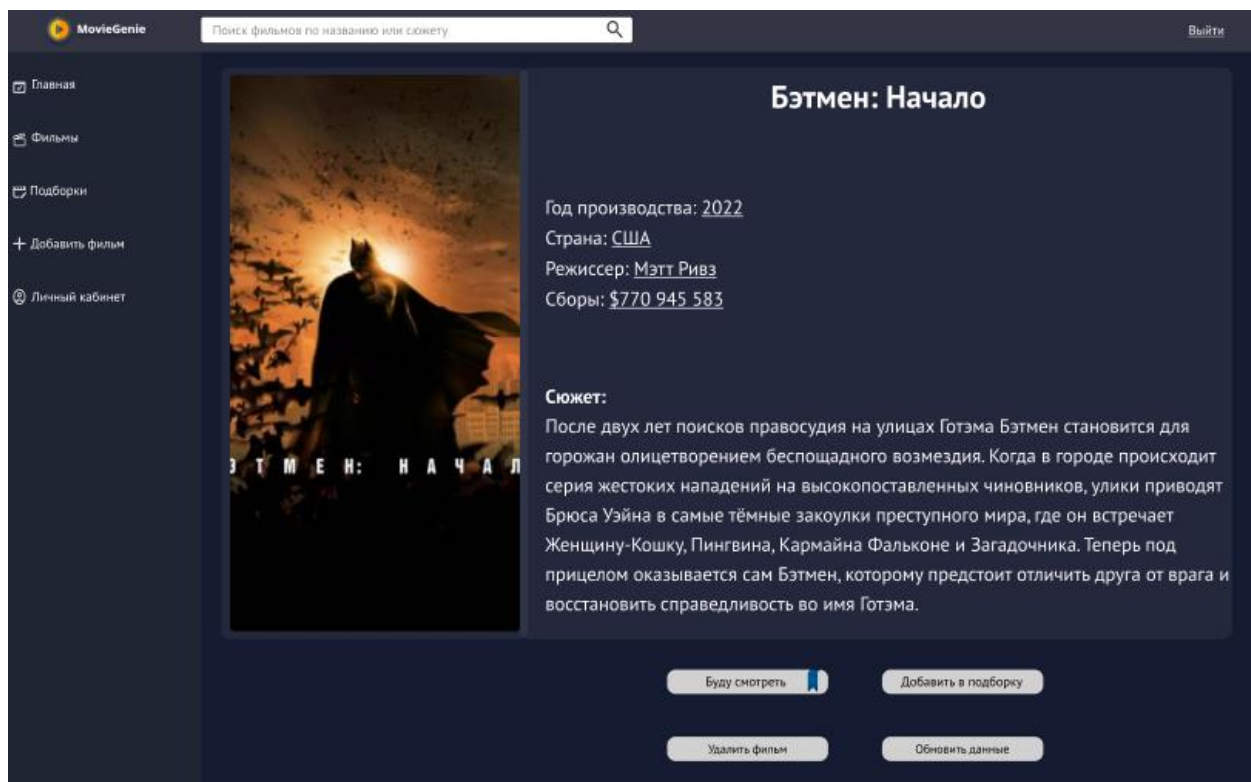 MovieGenie
Поиск фильмов по названию или сюжету
Выйти
Главная
Фильмы
Подборки
Добавить фильм
Личный кабинет
Бэтмен: Начало
Год производства: 2022
Страна: США
Режиссер: Мэтт Ривз
Сборы: $770 945 583
ЭТМЕН: НАЧАЛ
Сюжет:
После двух лет поисков правосудия на улицах Готэма Бэтмен становится для
горожан олицетворением беспощадного возмездия. Когда в городе происходит
серия жестоких нападений на высокопоставленных чиновников, улики приводят
Брюса Уэйна в самые тёмные закоулки преступного мира, где он встречает
Женщину-Кошку, Пингвина, Кармайна Фальконе и Загадочника. Теперь под
прицелом оказывается сам Бэтмен, которому предстоит отличить друга от врага и
восстановить справедливость во имя Готэма.
Буду смотреть
Добавить в подборку
Удалить фильм
Обновить данные